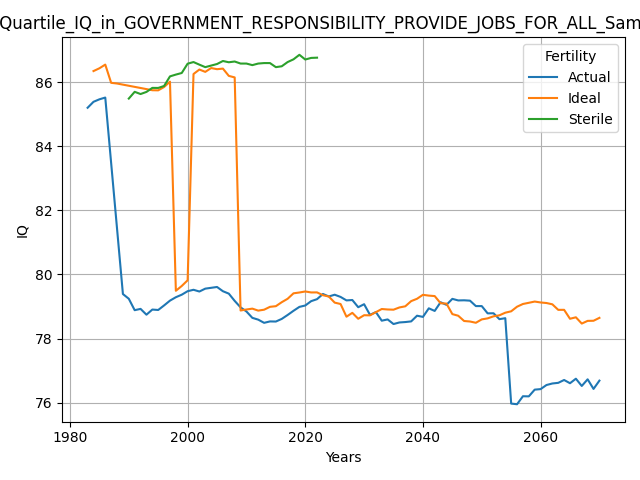 Quartile_IQ_in_GOVERNMENT_RESPONSIBILITY_PROVIDE_JOBS_FOR_ALL_Sam
Fertility
Actual
Ideal
Sterile
86
84
82
80
78
76
IQ
1980
2000
2020
2040
2060
Years